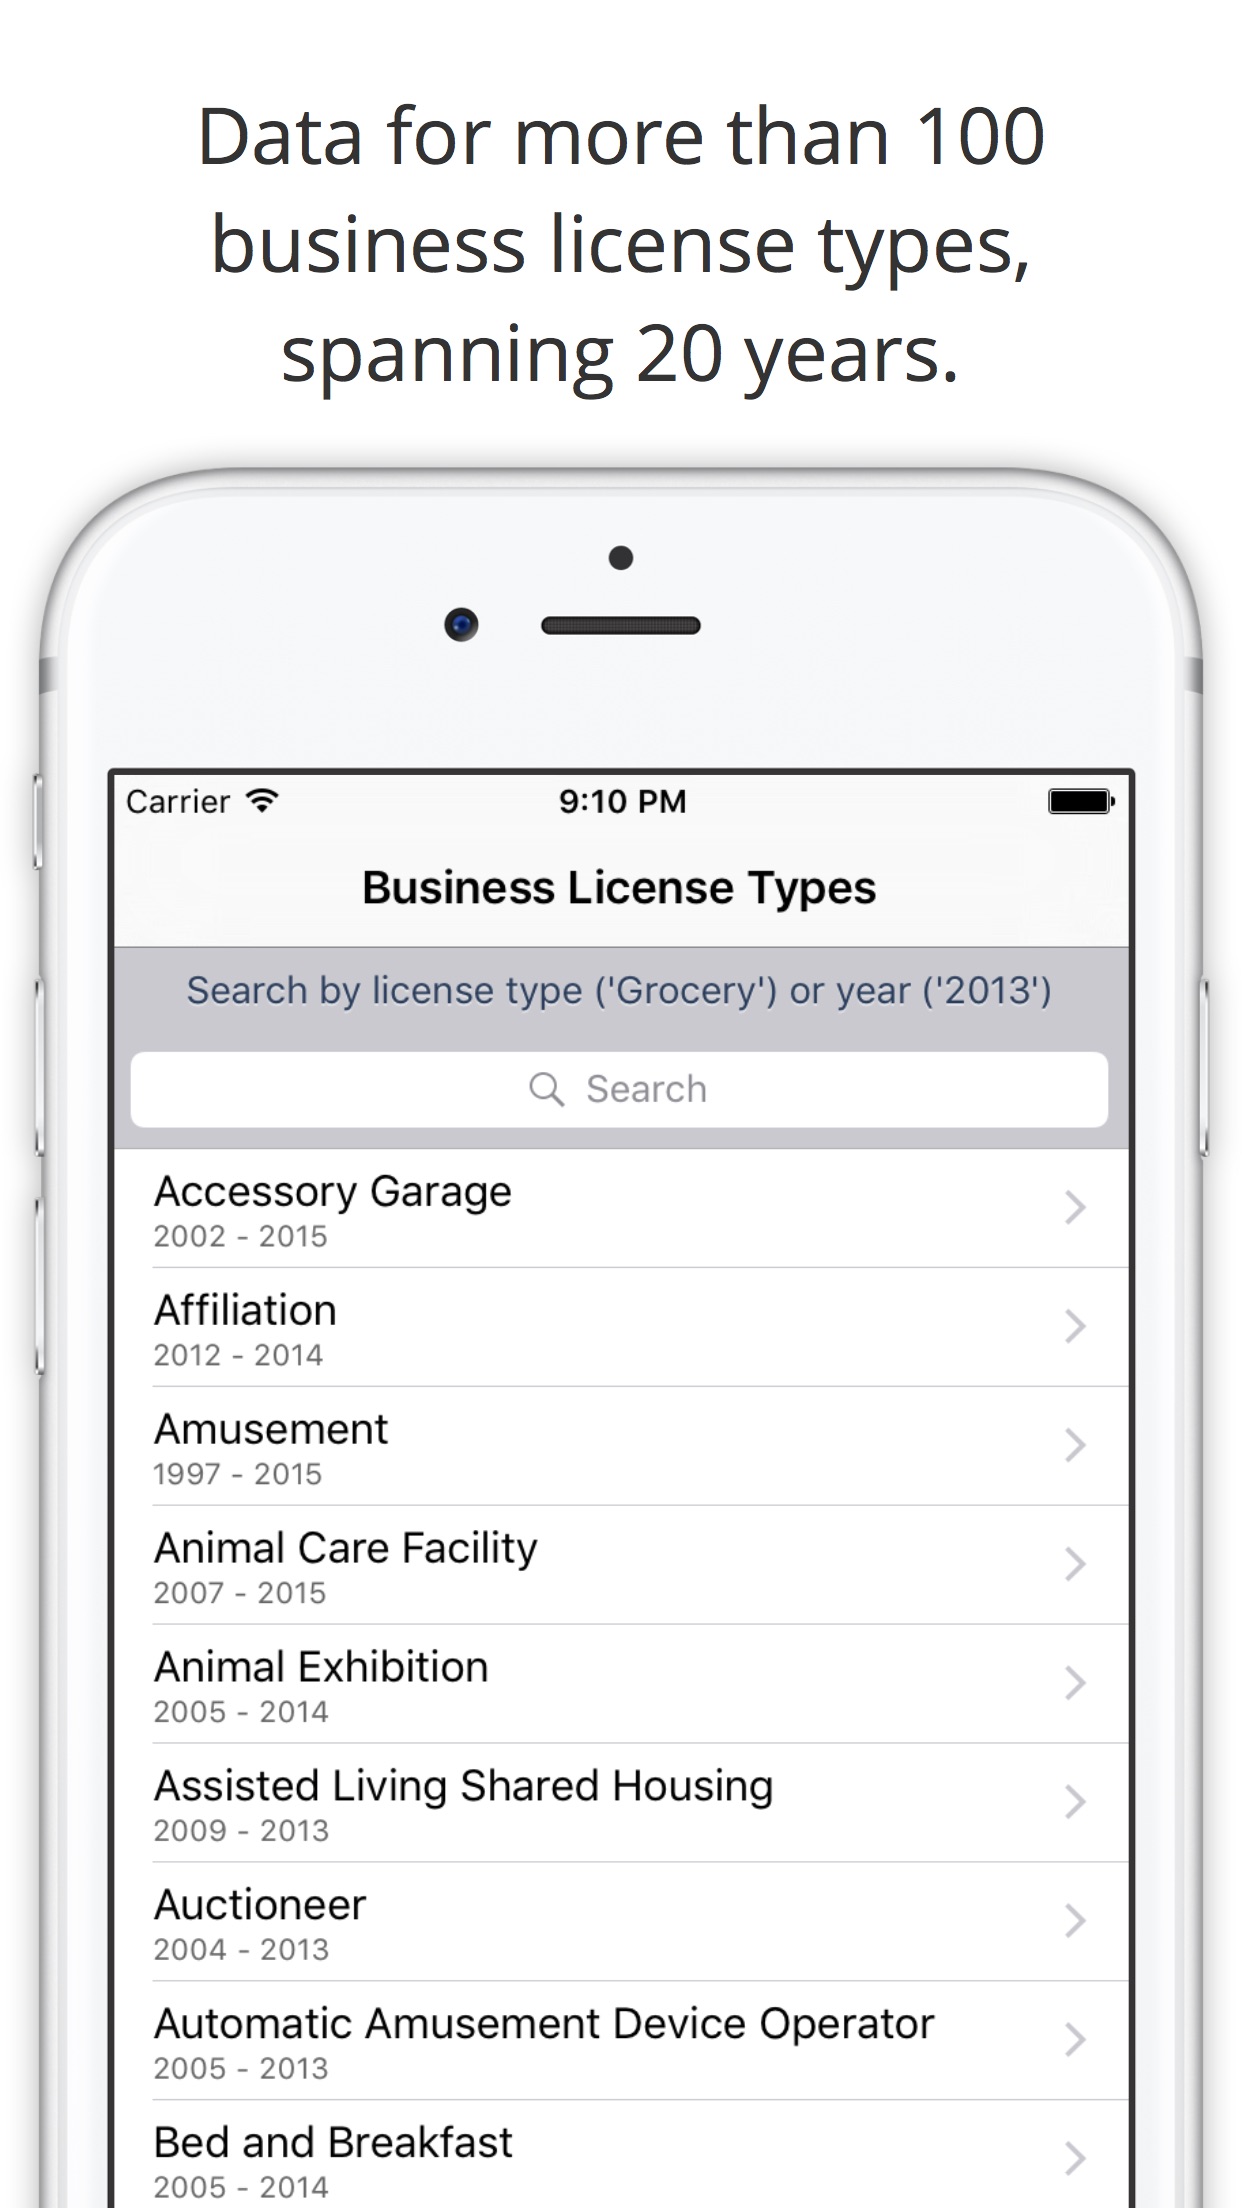 Data for more than 100
business license types,
spanning 20 years.
Carrier
9:10 PM
Business License Types
Search by license type ('Grocery') or year ('2013')
Search
Accessory Garage
2002 - 2015
Affiliation
2012 - 2014
Amusement
1997 - 2015
Animal Care Facility
2007 - 2015
Animal Exhibition
2005 - 2014
Assisted Living Shared Housing
2009 - 2013
Auctioneer
2004 - 2013
Automatic Amusement Device Operator
2005 - 2013
Bed and Breakfast
2005 - 2014